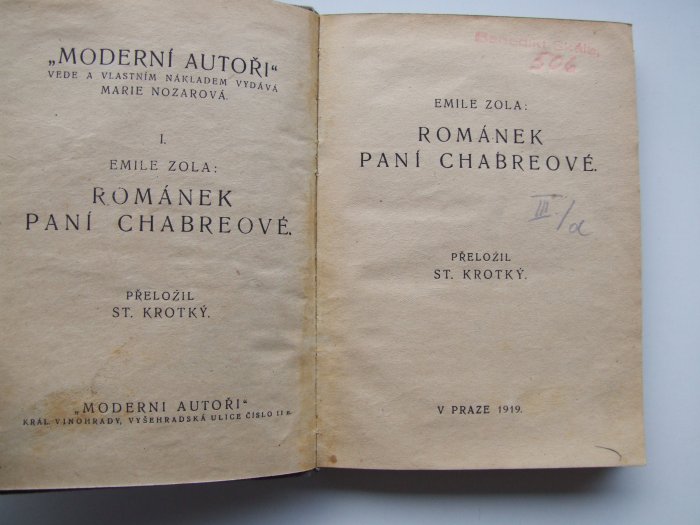 „MODERNÍ AUTOŘI“
VEDE A VLASTNÍM NÁKLADEM VYDÁVÁ
MARIE NOZAROVÁ.
I.
EMILE ZOLA:
ROMÁNEK
PANÍ CHABREOVÉ.
PŘELOŽIL
ST. KROTKÝ.
„MODERNI AUTOŘI“
KRÁL. VINOHRADY, VYŠEHRADSKÁ ULICE ČÍSLO 11
506
EMILE ZOLA:
ROMÁNEK
PANÍ CHABREOVÉ.
III/a
PŘELOŽIL
ST. KROTKÝ.
V PRAZE 1919.